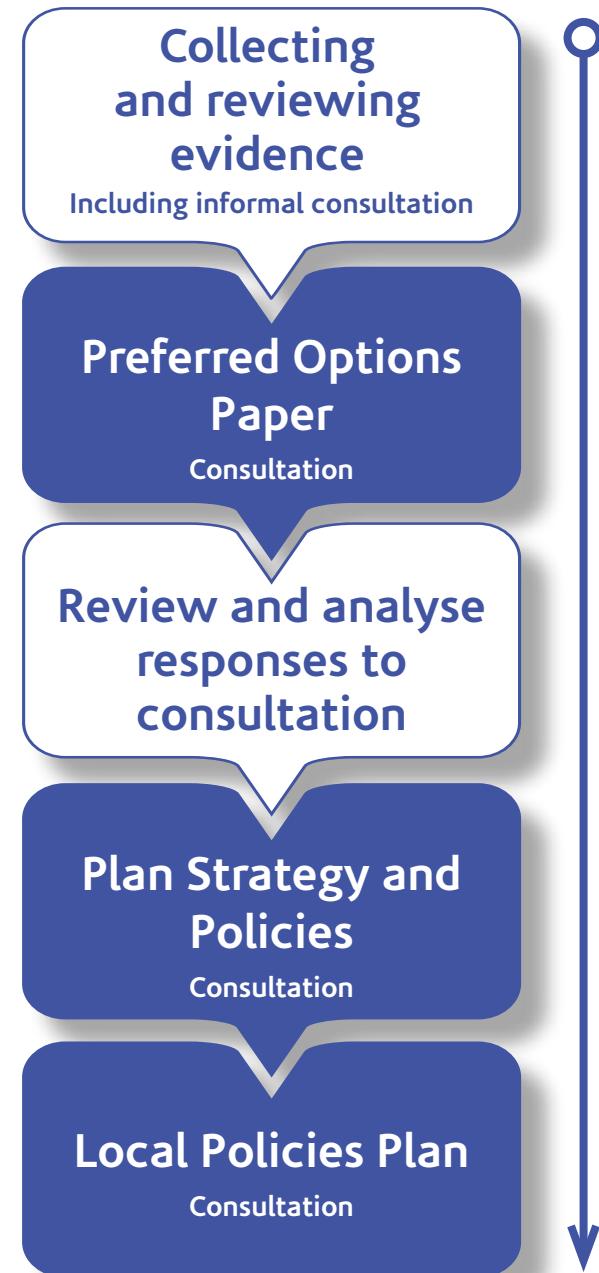 Collecting
and reviewing
evidence
Including informal consultation
Preferred Options
Paper
Consultation
Review and analyse
responses to
consultation
Plan Strategy and
Policies
Consultation
Local Policies Plan
Consultation